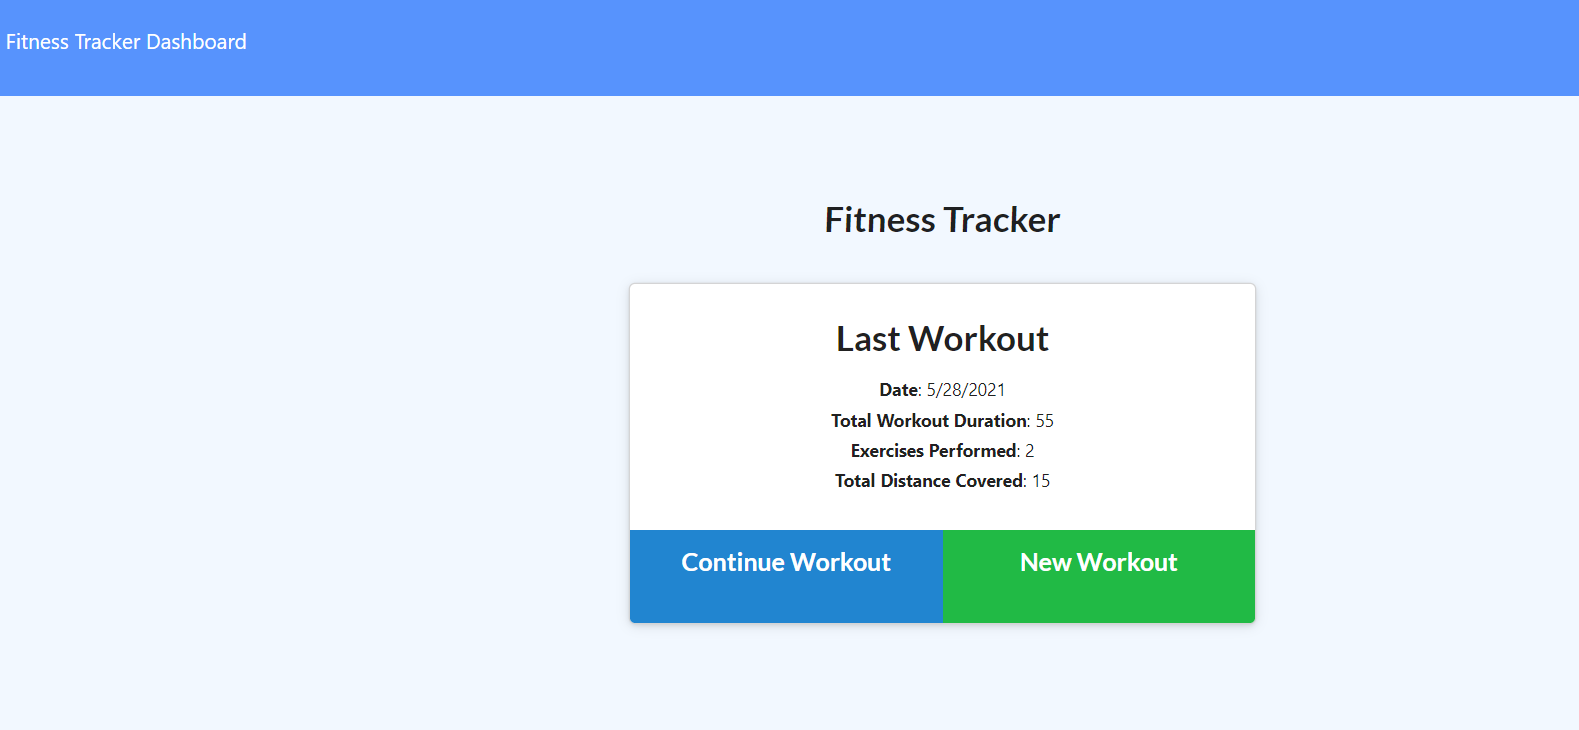 Fitness Tracker Dashboard
Fitness Tracker
Last Workout
Date: 5/28/2021
Total Workout Duration: 55
Exercises Performed: 2
Total Distance Covered: 15
Continue Workout
New Workout